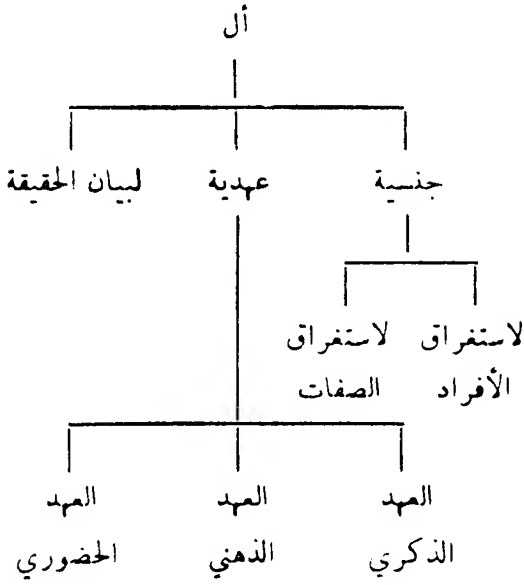 أل
جنسية عهدية لبيان الحقيقة
لاستغراق لاستغراق
الأفراد الصفات
العهد العهد العهد
الذكري الذهني الحضوري